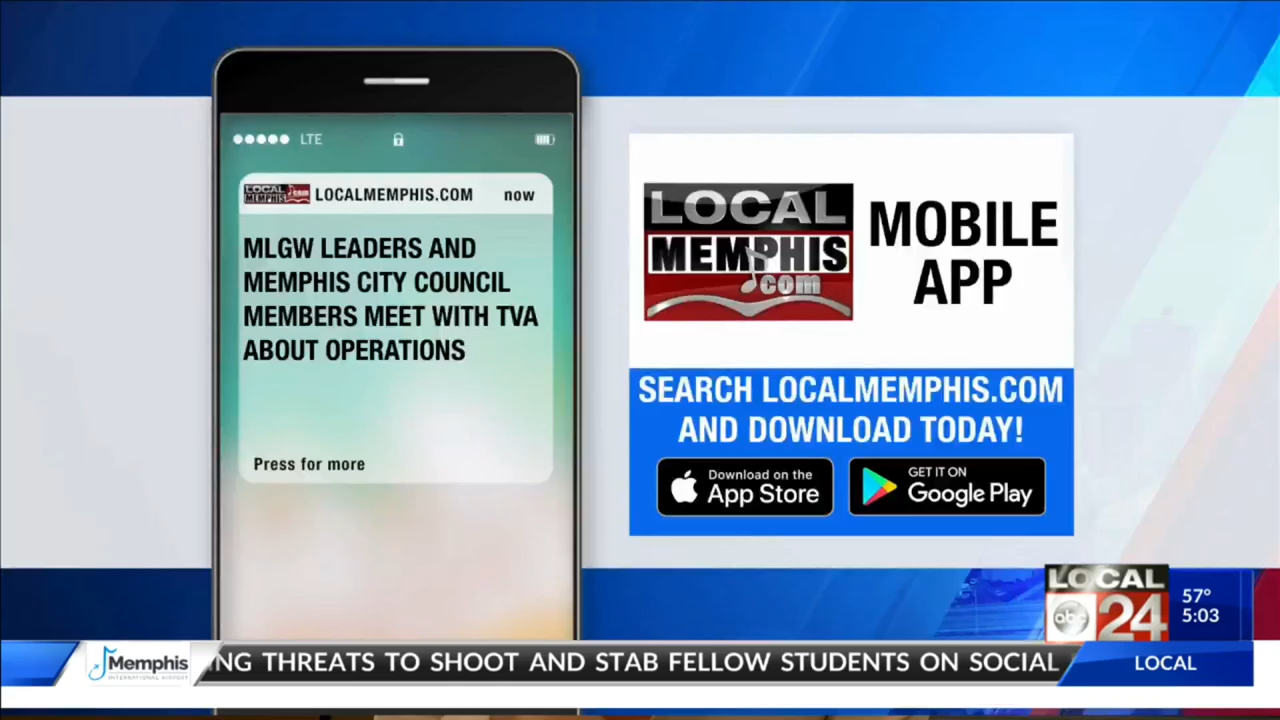 LTE
LOCAL
MEMPHIS
.com
LOCALMEMPHIS.COM
now
MLGW LEADERS AND
MEMPHIS CITY COUNCIL
MEMBERS MEET WITH TVA
ABOUT OPERATIONS
Press for more
LOCAL
MEMPHIS
.com
MOBILE
APP
SEARCH LOCALMEMPHIS.COM
AND DOWNLOAD TODAY!
Download on the
App Store
GET IT ON
Google Play
LOCAL
abc 24
57°
5:03
Memphis
INTERNATIONAL AIRPORT
NG THREATS TO SHOOT AND STAB FELLOW STUDENTS ON SOCIAL
LOCAL